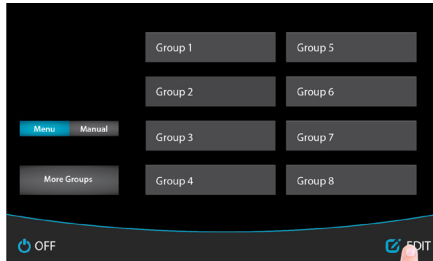 Group 1
Group 5
Group 2
Group 6
Menu
Manual
Group 3
Group 7
More Groups
Group 4
Group 8
OFF
EDIT